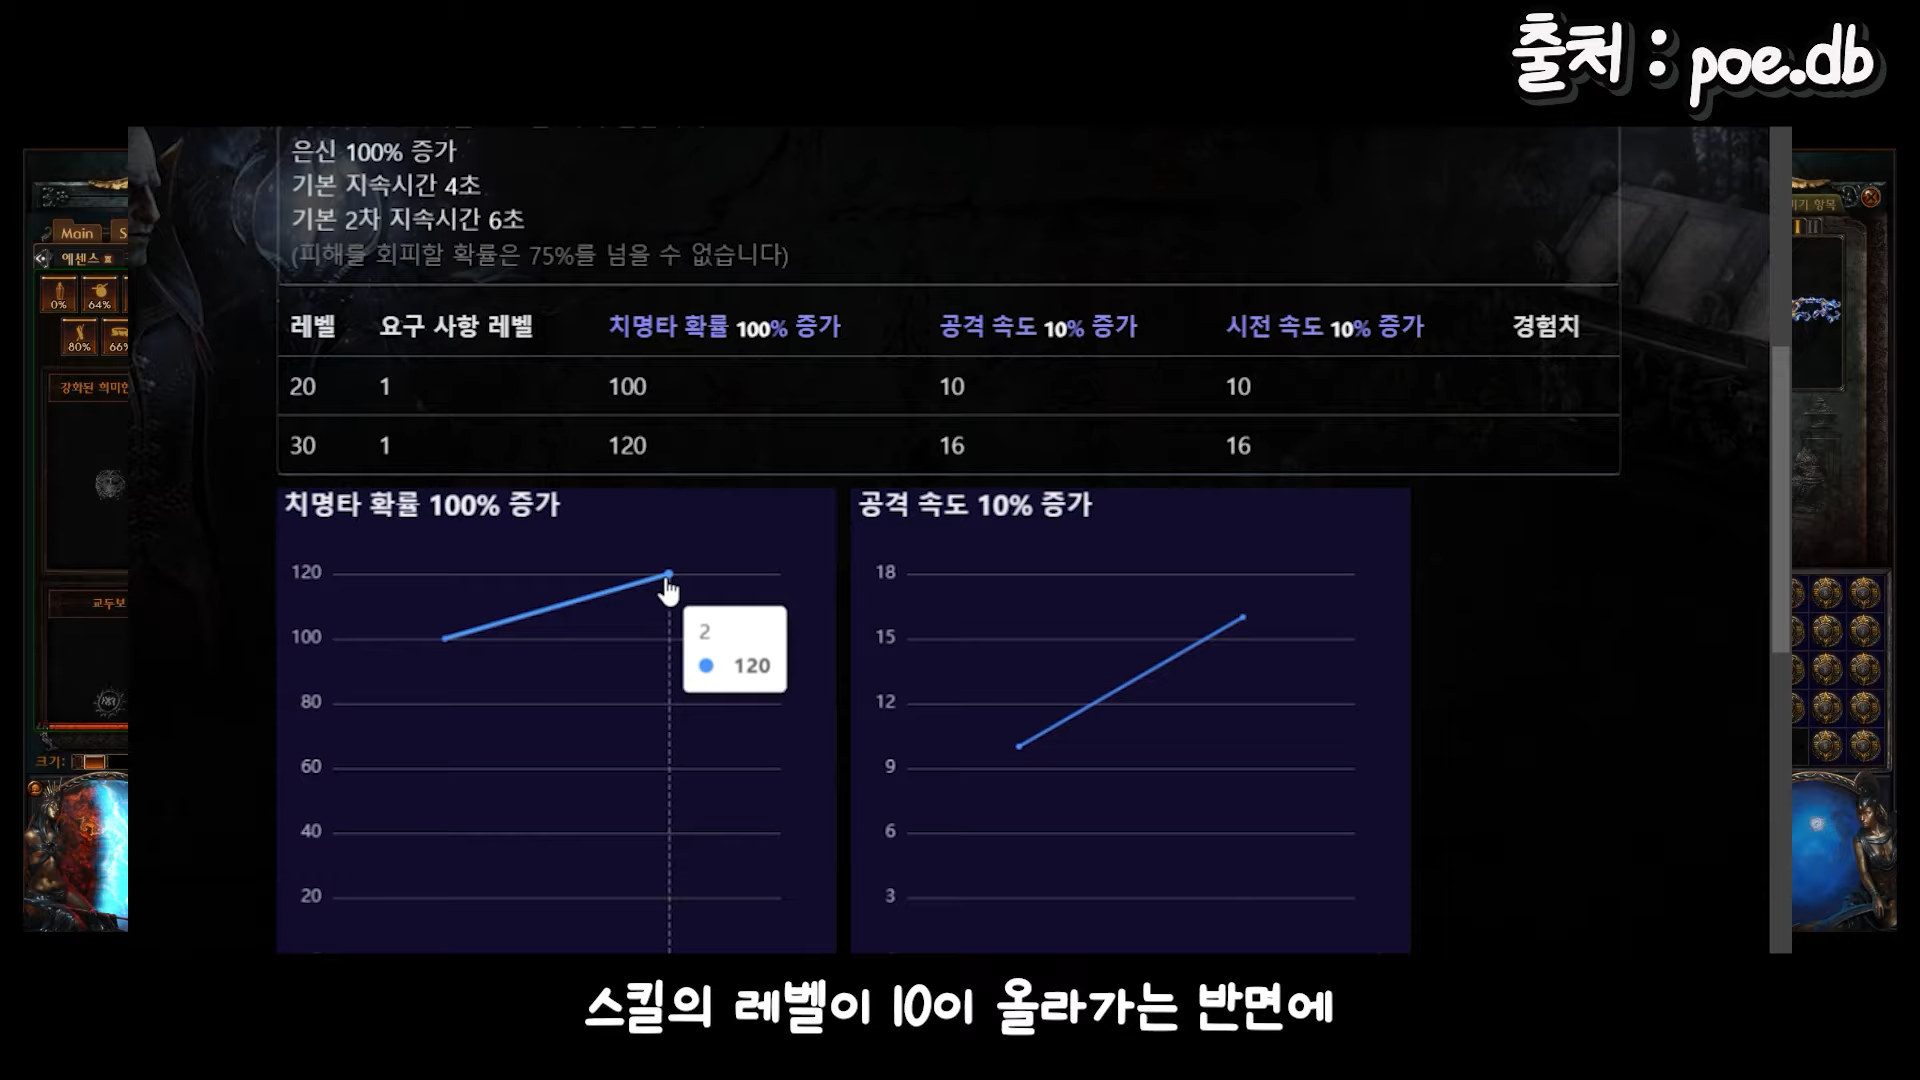 출처 : poe.db
은신 100% 증가
기본 지속시간 4초
기본 2차 지속시간 6초
(피해를 회피할 확률은 75%를 넘을 수 없습니다)
Main
에센스
0% 64%
80% 66%
강화된 희미한
교두보
크기:
항목
레벨 요구 사항 레벨 치명타 확률 100% 증가 공격 속도 10% 증가 시전 속도 10% 증가 경험치
20 1 100 10 10
30 1 120 16 16
치명타 확률 100% 증가
120
100
80
60
40
20
2
120
공격 속도 10% 증가
18
15
12
9
6
3
스킬의 레벨이 10이 올라가는 반면에